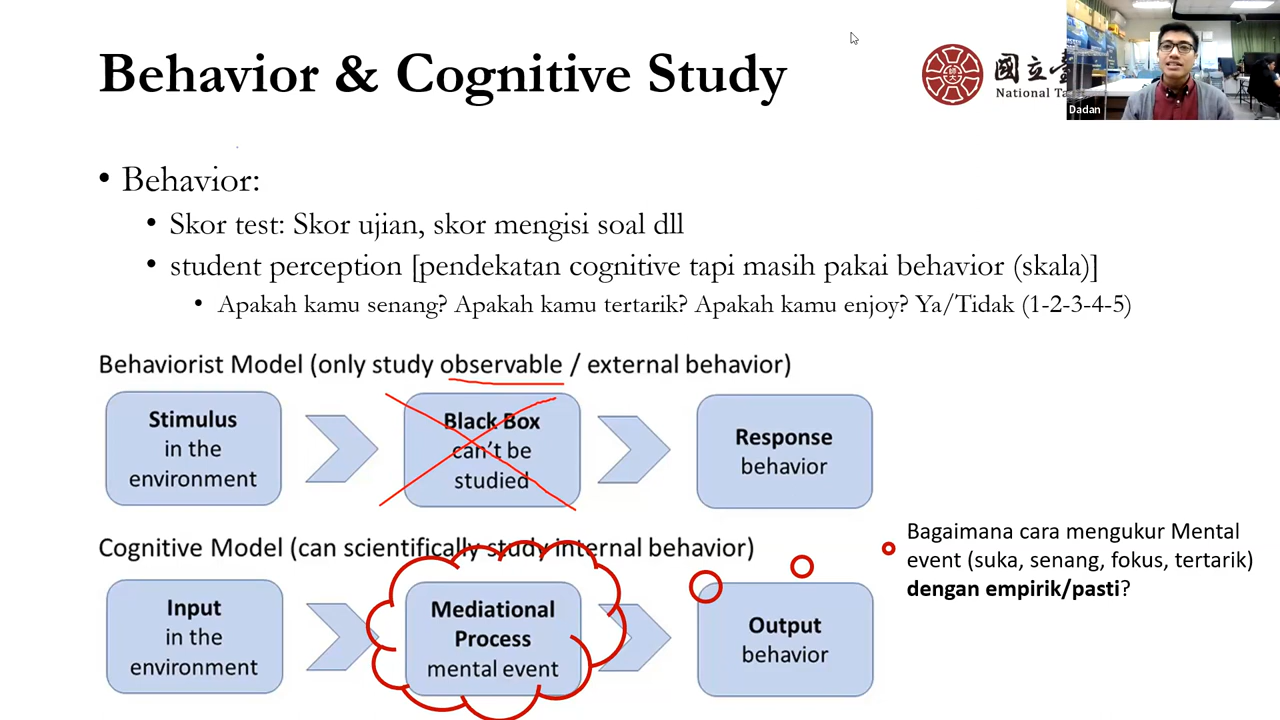 Behavior & Cognitive Study
國立臺
National Ta
Dadan
• Behavior:
• Skor test: Skor ujian, skor mengisi soal dll
• student perception [pendekatan cognitive tapi masih pakai behavior (skala)]
• Apakah kamu senang? Apakah kamu tertarik? Apakah kamu enjoy? Ya/Tidak (1-2-3-4-5)
Behaviorist Model (only study observable / external behavior)
Stimulus
in the
environment
Black Box
can't be
studied
Response
behavior
Cognitive Model (can scientifically study internal behavior)
Input
in the
environment
Mediational
Process
mental event
Output
behavior
Bagaimana cara mengukur Mental
event (suka, senang, fokus, tertarik)
dengan empirik/pasti?